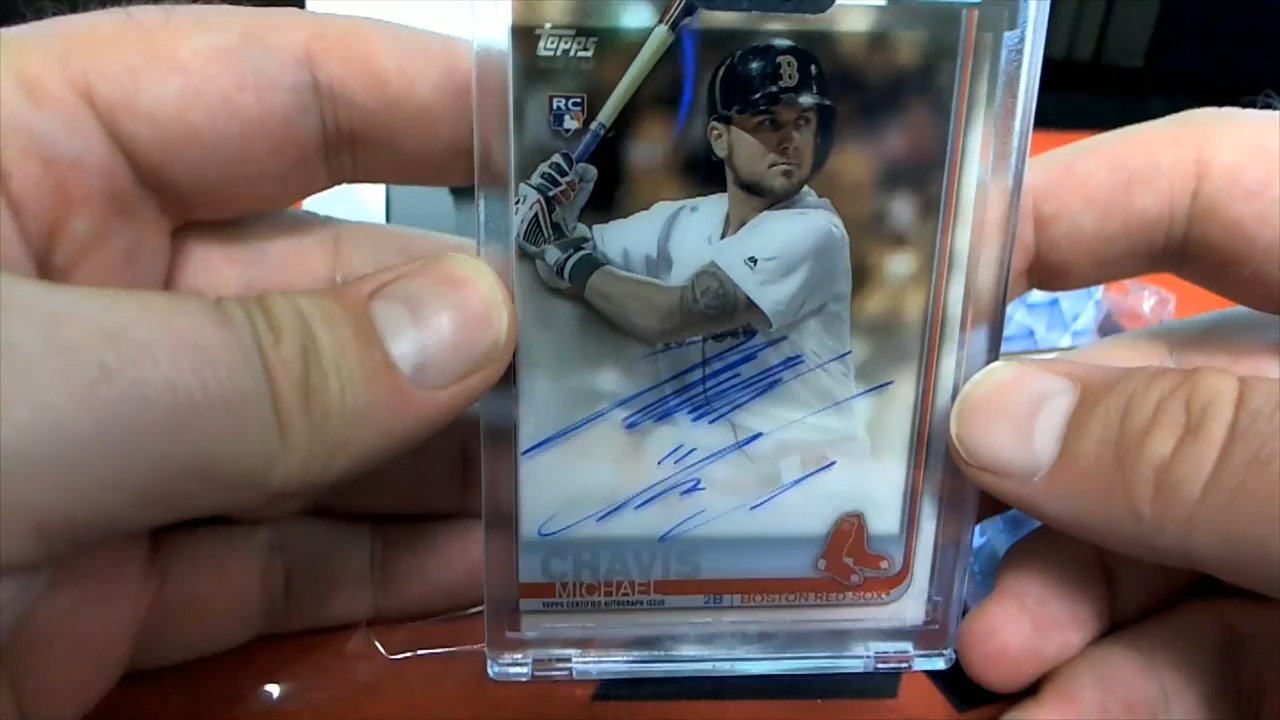 Topps
RC
B
CHAVIS
MICHAEL
TOPPS CERTIFIED AUTOGRAPH ISSUE 2B BOSTON RED SOX